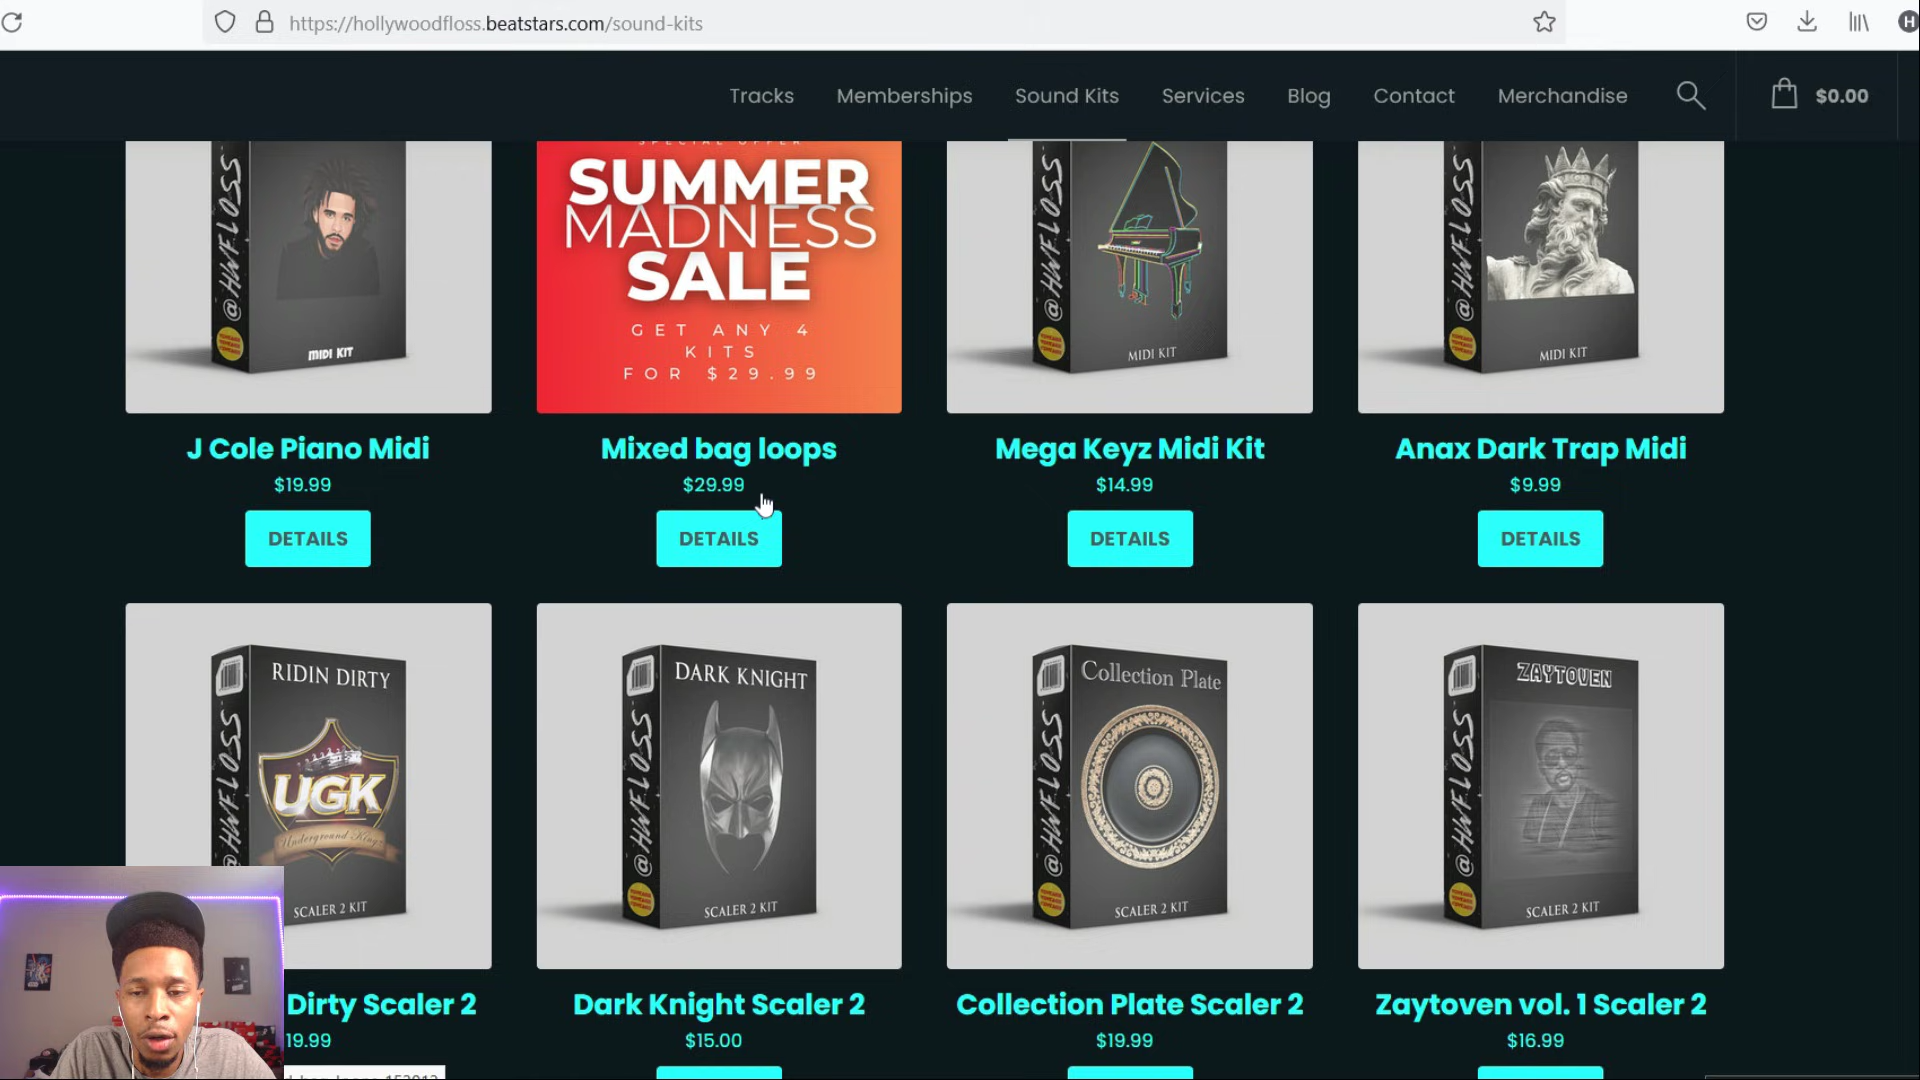 https://hollywoodfloss.beatstars.com/sound-kits
H
Tracks
Memberships
Sound Kits
Services
Blog
Contact
Merchandise
$0.00
@HWFLOSS
MIDI KIT
SPECIAL OFFER
SUMMER
MADNESS
SALE
GET ANY 4
KITS
FOR $29.99
@HWFLOSS
MIDI KIT
@HWFLOSS
MIDI KIT
J Cole Piano Midi
$19.99
DETAILS
Mixed bag loops
$29.99
DETAILS
Mega Keyz Midi Kit
$14.99
DETAILS
Anax Dark Trap Midi
$9.99
DETAILS
RIDIN DIRTY
@HWFLOSS
UGK
Underground Kingz
SCALER 2 KIT
DARK KNIGHT
@HWFLOSS
SCALER 2 KIT
Collection Plate
@HWFLOSS
SCALER 2 KIT
ZAYTOVEN
@HWFLOSS
SCALER 2 KIT
Dirty Scaler 2
19.99
Dark Knight Scaler 2
$15.00
Collection Plate Scaler 2
$19.99
Zaytoven vol. 1 Scaler 2
$16.99